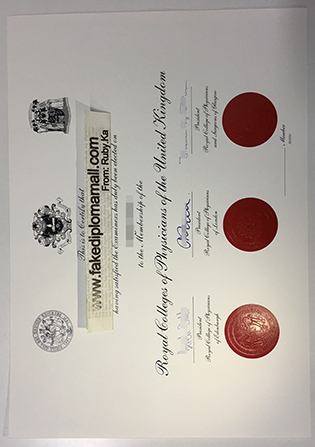 This is to Certify that
www.fakediplomamall.com
From: Ruby.Ka
having satisfied the Examiners has duly been elected on
to the Membership of the
Royal Colleges of Physicians of the United Kingdom
President
Royal College of Physicians
of Edinburgh
President
Royal College of Physicians
of London
President
Royal College of Physicians
and Surgeons of Glasgow
Member